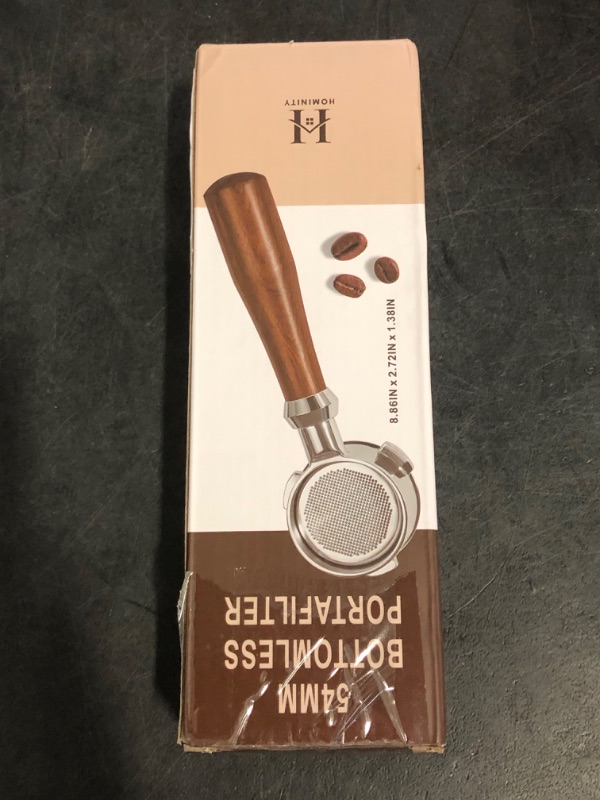 54MM
BOTTOMLESS
PORTAFILTER
8.86IN x 2.72IN x 1.38IN
H
HOMINITY